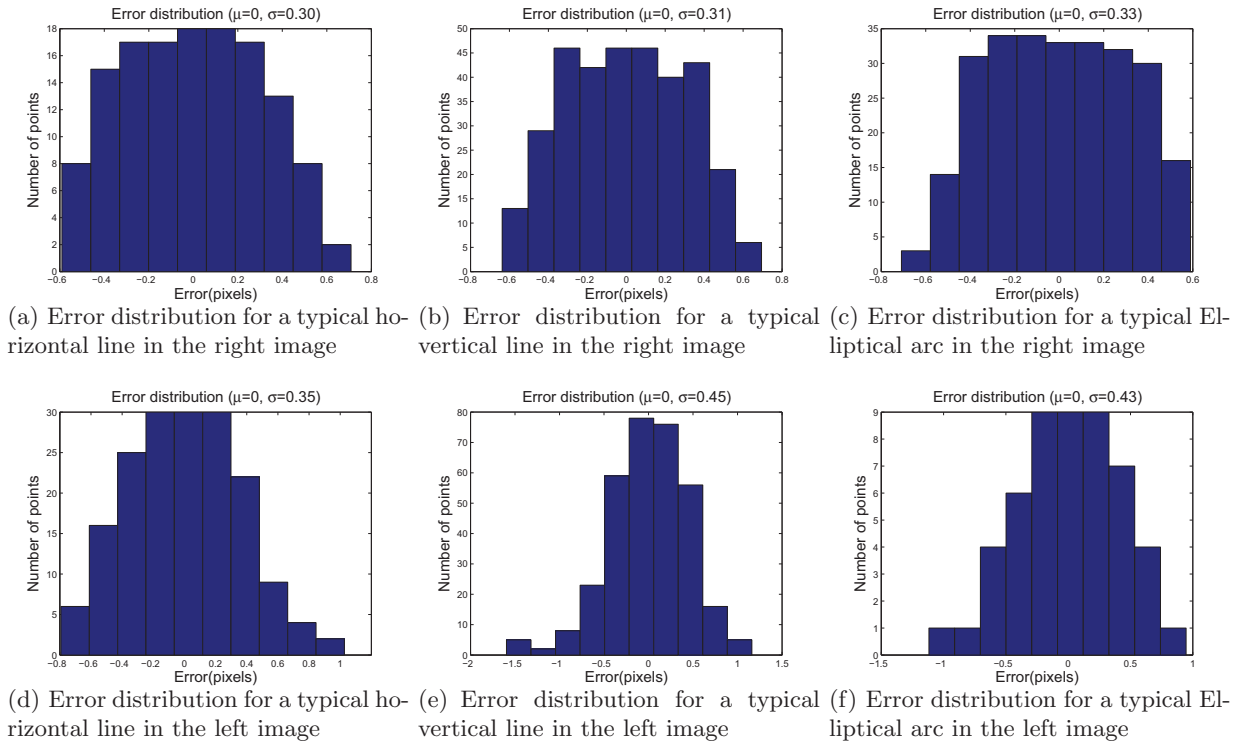 Error distribution (μ=0, σ=0.30)
Number of points
18
16
14
12
10
8
6
4
2
0
−0.6 −0.4 −0.2 0 0.2 0.4 0.6 0.8
Error(pixels)
(a) Error distribution for a typical ho-
rizontal line in the right image
Error distribution (μ=0, σ=0.31)
Number of points
50
45
40
35
30
25
20
15
10
5
0
−0.8 −0.6 −0.4 −0.2 0 0.2 0.4 0.6 0.8
Error(pixels)
(b) Error distribution for a typical
vertical line in the right image
Error distribution (μ=0, σ=0.33)
Number of points
35
30
25
20
15
10
5
0
−0.8 −0.6 −0.4 −0.2 0 0.2 0.4 0.6
Error(pixels)
(c) Error distribution for a typical El-
liptical arc in the right image
Error distribution (μ=0, σ=0.35)
Number of points
30
25
20
15
10
5
0
−0.8 −0.6 −0.4 −0.2 0 0.2 0.4 0.6 0.8 1
Error(pixels)
(d) Error distribution for a typical ho-
rizontal line in the left image
Error distribution (μ=0, σ=0.45)
Number of points
80
70
60
50
40
30
20
10
0
−2 −1.5 −1 −0.5 0 0.5 1 1.5
Error(pixels)
(e) Error distribution for a typical
vertical line in the left image
Error distribution (μ=0, σ=0.43)
Number of points
9
8
7
6
5
4
3
2
1
0
−1.5 −1 −0.5 0 0.5 1
Error(pixels)
(f) Error distribution for a typical El-
liptical arc in the left image